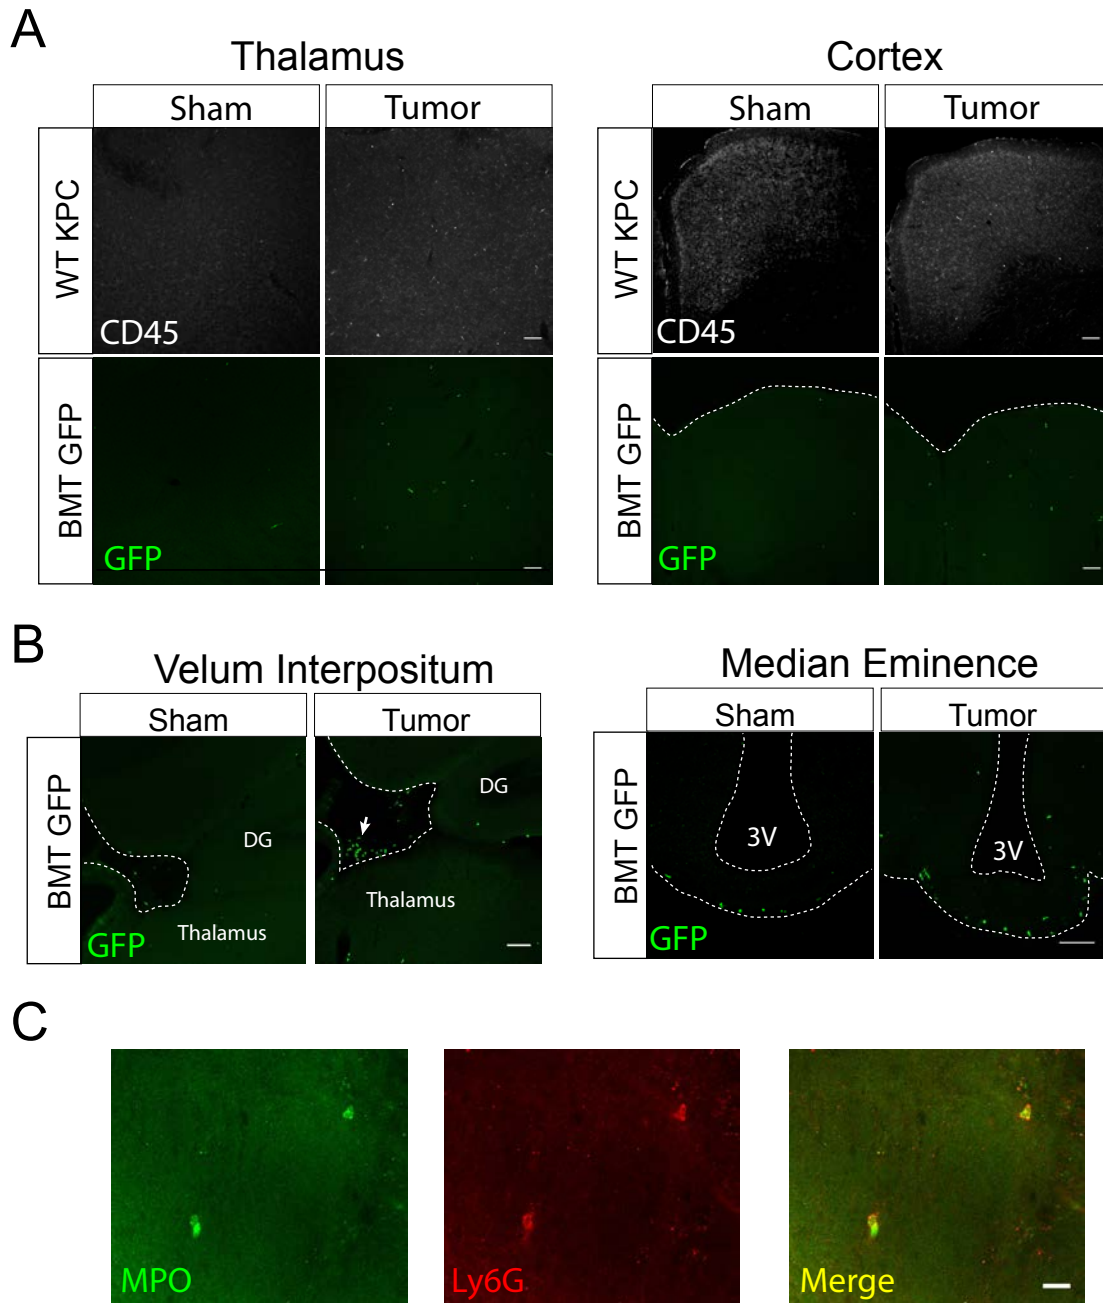 A
Thalamus
Cortex
Sham
Tumor
Sham
Tumor
WT KPC
CD45
WT KPC
CD45
BMT GFP
GFP
BMT GFP
GFP
B
Velum Interpositum
Median Eminence
Sham
Tumor
Sham
Tumor
BMT GFP
DG
Thalamus
GFP
DG
Thalamus
BMT GFP
3V
GFP
3V
C
MPO
Ly6G
Merge